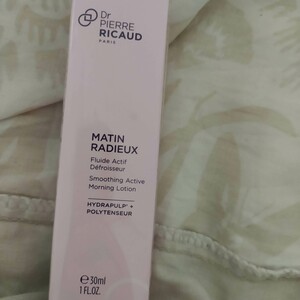 Dr
PIERRE
RICAUD
PARIS
MATIN
RADIEUX
Fluide Actif
Défroisseur
Smoothing Active
Morning Lotion
HYDRAPULP +
POLYTENSEUR
e 30ml
1 FL.OZ.